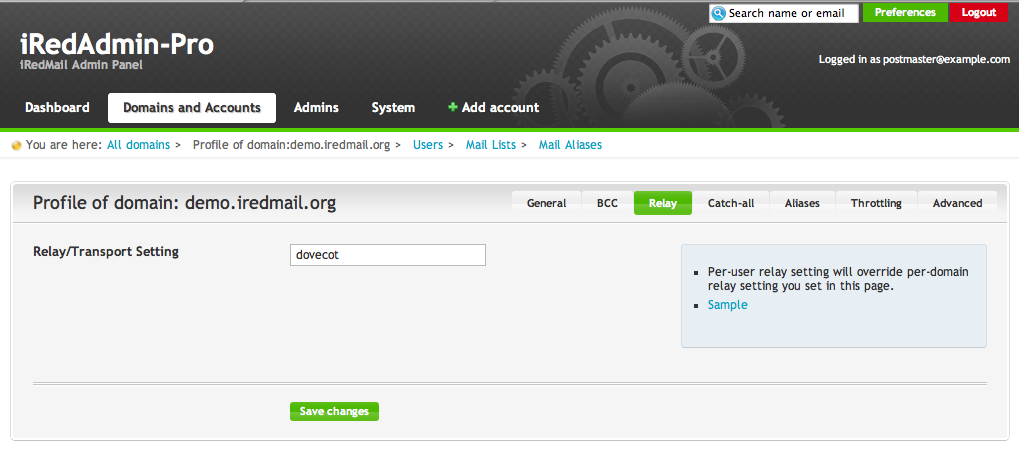 Search name or email Preferences Logout
iRedAdmin-Pro
iRedMail Admin Panel
Logged in as postmaster@example.com
Dashboard Domains and Accounts Admins System + Add account
You are here: All domains > Profile of domain:demo.iredmail.org > Users > Mail Lists > Mail Aliases
Profile of domain: demo.iredmail.org General BCC Relay Catch-all Aliases Throttling Advanced
Relay/Transport Setting dovecot
Per-user relay setting will override per-domain
relay setting you set in this page.
Sample
Save changes